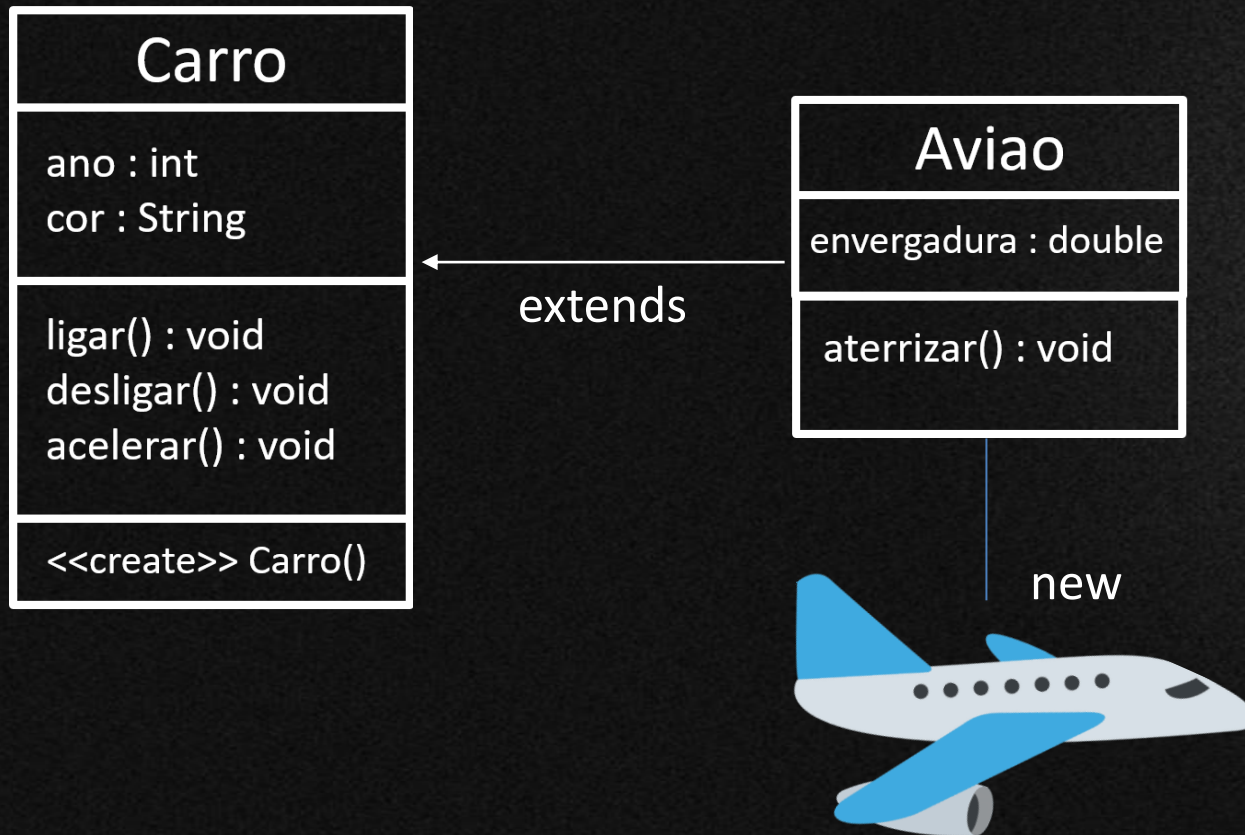 Carro
ano : int
cor : String
ligar() : void
desligar() : void
acelerar() : void
<<create>> Carro()
extends
Aviao
envergadura : double
aterrizar() : void
new